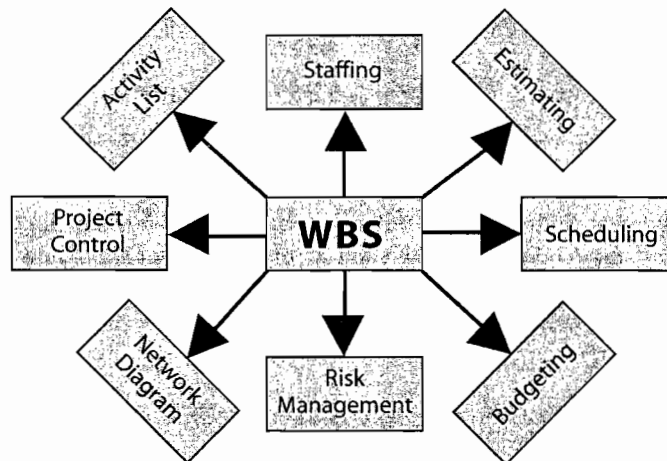 Activity
List
Staffing
Estimating
Project
Control
WBS
Scheduling
Network
Diagram
Risk
Management
Budgeting